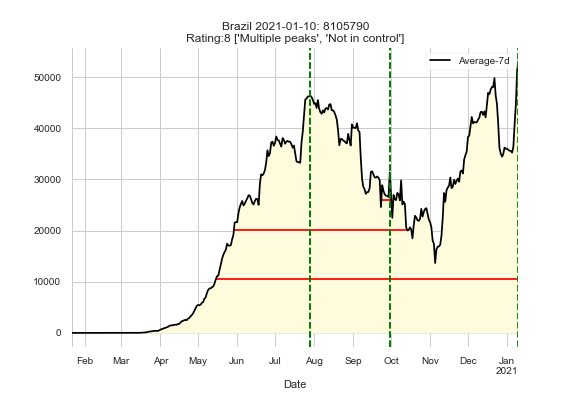 Brazil 2021-01-10: 8105790
Rating:8 ['Multiple peaks', 'Not in control']
Average-7d
50000
40000
30000
20000
10000
0
Feb Mar Apr May Jun Jul Aug Sep Oct Nov Dec Jan
2021
Date